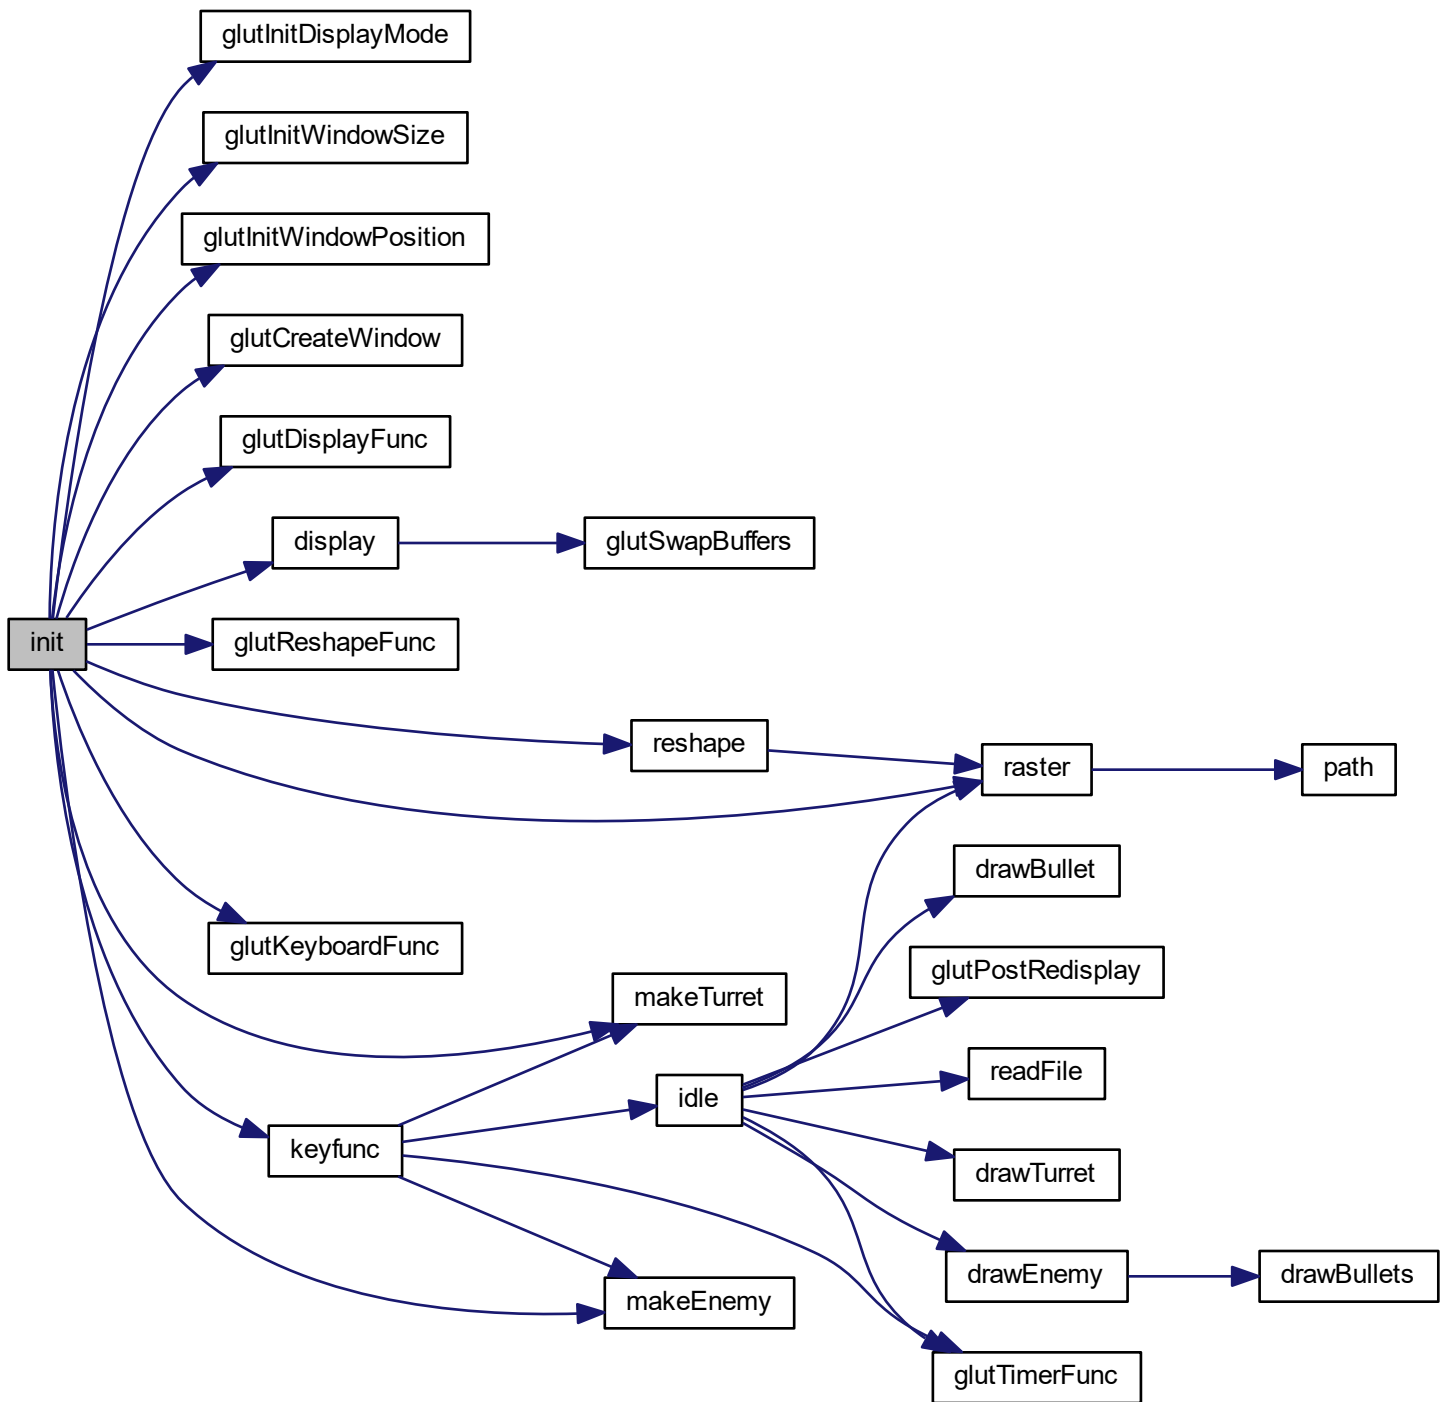 glutInitDisplayMode
glutInitWindowSize
glutInitWindowPosition
glutCreateWindow
glutDisplayFunc
display
glutSwapBuffers
init
glutReshapeFunc
reshape
raster
path
drawBullet
glutKeyboardFunc
glutPostRedisplay
makeTurret
readFile
idle
keyfunc
drawTurret
drawEnemy
drawBullets
makeEnemy
glutTimerFunc